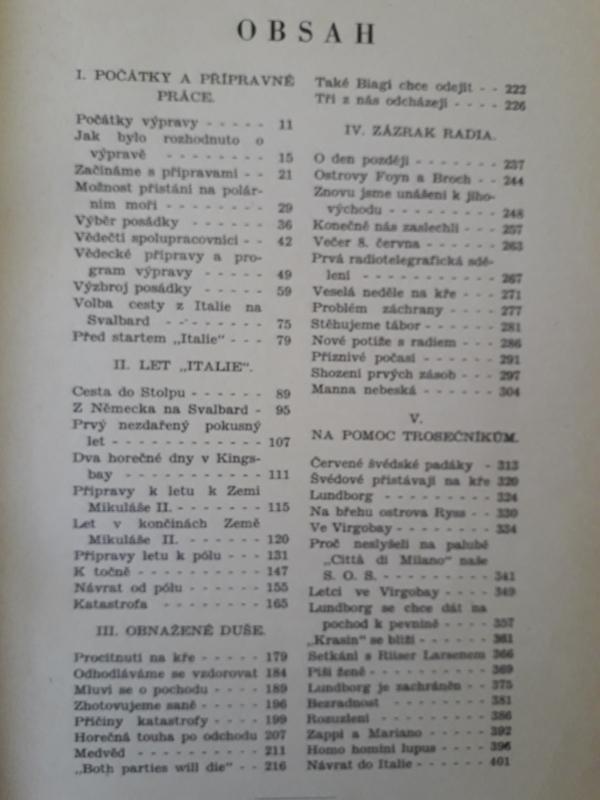 OBSAH
I. POČÁTKY A PŘÍPRAVNÉ
PRÁCE.
Počátky výpravy - - - - - 11
Jak bylo rozhodnuto o
výpravě - - - - - - - - 15
Začínáme s přípravami - - 21
Možnost přistání na polár-
ním moři - - - - - - - 29
Výběr posádky - - - - - - 36
Vědečtí spolupracovníci - - 42
Vědecké přípravy a pro-
gram výpravy - - - - - 49
Výzbroj posádky - - - - - 59
Volba cesty z Italie na
Svalbard - - - - - - - 75
Před startem „Italie" - - - 79
II. LET „ITALIE".
Cesta do Stolpu - - - - - - 89
Z Německa na Svalbard - 95
Prvý nezdařený pokusný
let - - - - - - - - - - - 107
Dva horečné dny v Kings-
bay - - - - - - - - - - 111
Přípravy k letu k Zemi
Mikuláše II. - - - - - - - 115
Let v končinách Země
Mikuláše II. - - - - - - 120
Přípravy letu k pólu - - - 131
K točně - - - - - - - - - 147
Návrat od pólu - - - - - - 155
Katastrofa - - - - - - - - 165
III. OBNAŽENÉ DUŠE.
Procitnutí na kře - - - - - 179
Odhodláváme se vzdorovat 184
Mluví se o pochodu - - - - 189
Zhotovujeme saně - - - - - 196
Příčiny katastrofy - - - - 199
Horečná touha po odchodu 207
Medvěd - - - - - - - - - - 211
„Both parties will die" - - 216
Také Biagi chce odejít - - 222
Tři z nás odcházejí - - - - 226
IV. ZÁZRAK RADIA.
O den později - - - - - - - 237
Ostrovy Foyn a Broch - - 244
Znovu jsme unášeni k jiho-
východu - - - - - - - - 248
Konečně nás zaslechli - - - 257
Večer 8. června - - - - - - 263
Prvá radiotelegrafická sdě-
lení - - - - - - - - - - 267
Veselá neděle na kře - - - 271
Problém záchrany - - - - 277
Stěhujeme tábor - - - - - - 281
Nové potíže s radiem - - - 286
Příznivé počasí - - - - - - 291
Shození prvých zásob - - - 297
Manna nebeská - - - - - - 304
V.
NA POMOC TROSEČNÍKŮM.
Červené švédské padáky - 313
Švédové přistávají na kře 320
Lundborg - - - - - - - - 324
Na břehu ostrova Ryss - - 330
Ve Virgobay - - - - - - - 334
Proč neslyšeli na palubě
„Città di Milano" naše
S. O. S. - - - - - - - - - 341
Letci ve Virgobay - - - - 349
Lundborg se chce dát na
pochod k pevnině - - - - 357
„Krasin" se blíží - - - - - 361
Setkání s Riiser Larsenem 366
Píši ženě - - - - - - - - - 369
Lundborg je zachráněn - - 375
Bezradnost - - - - - - - 381
Rozuzlení - - - - - - - - 386
Zappi a Mariano - - - - - 392
Homo homini lupus - - - - 396
Návrat do Italie - - - - - - 401